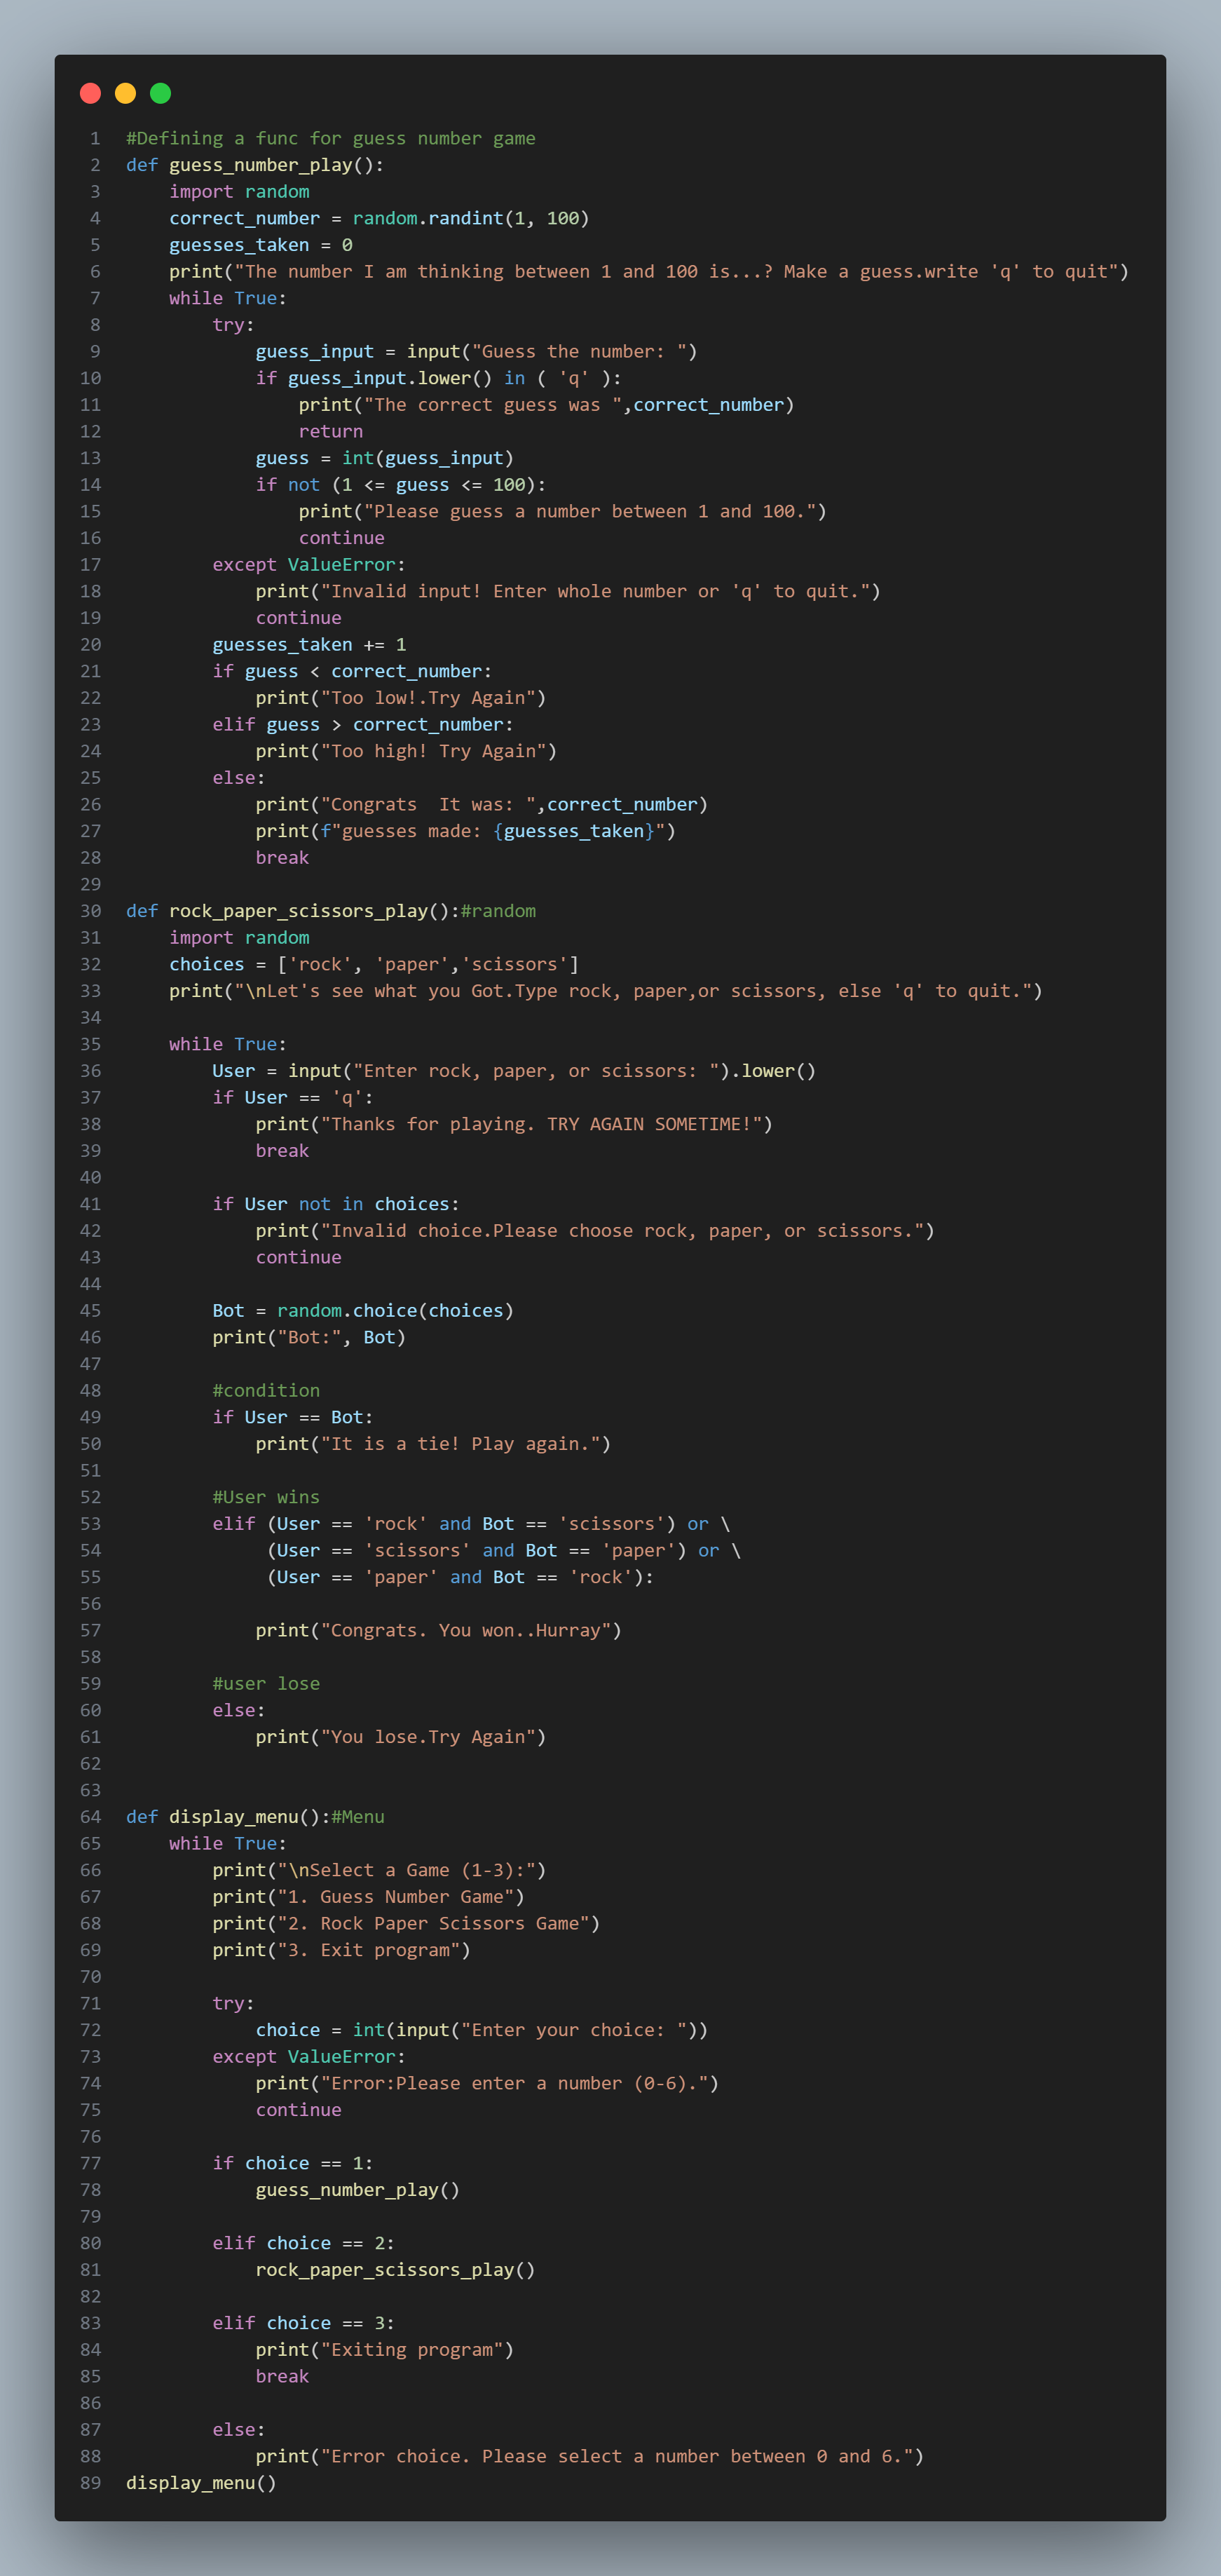 1 #Defining a func for guess number game
2 def guess_number_play():
3     import random
4     correct_number = random.randint(1, 100)
5     guesses_taken = 0
6     print("The number I am thinking between 1 and 100 is...? Make a guess.write 'q' to quit")
7     while True:
8         try:
9             guess_input = input("Guess the number: ")
10             if guess_input.lower() in ( 'q' ):
11                 print("The correct guess was ",correct_number)
12                 return
13             guess = int(guess_input)
14             if not (1 <= guess <= 100):
15                 print("Please guess a number between 1 and 100.")
16                 continue
17         except ValueError:
18             print("Invalid input! Enter whole number or 'q' to quit.")
19             continue
20         guesses_taken += 1
21         if guess < correct_number:
22             print("Too low!.Try Again")
23         elif guess > correct_number:
24             print("Too high! Try Again")
25         else:
26             print("Congrats  It was: ",correct_number)
27             print(f"guesses made: {guesses_taken}")
28             break
29
30 def rock_paper_scissors_play():#random
31     import random
32     choices = ['rock', 'paper','scissors']
33     print("\nLet's see what you Got.Type rock, paper,or scissors, else 'q' to quit.")
34
35     while True:
36         User = input("Enter rock, paper, or scissors: ").lower()
37         if User == 'q':
38             print("Thanks for playing. TRY AGAIN SOMETIME!")
39             break
40
41         if User not in choices:
42             print("Invalid choice.Please choose rock, paper, or scissors.")
43             continue
44
45         Bot = random.choice(choices)
46         print("Bot:", Bot)
47
48         #condition
49         if User == Bot:
50             print("It is a tie! Play again.")
51
52         #User wins
53         elif (User == 'rock' and Bot == 'scissors') or \
54              (User == 'scissors' and Bot == 'paper') or \
55              (User == 'paper' and Bot == 'rock'):
56
57             print("Congrats. You won..Hurray")
58
59         #user lose
60         else:
61             print("You lose.Try Again")
62
63
64 def display_menu():#Menu
65     while True:
66         print("\nSelect a Game (1-3):")
67         print("1. Guess Number Game")
68         print("2. Rock Paper Scissors Game")
69         print("3. Exit program")
70
71         try:
72             choice = int(input("Enter your choice: "))
73         except ValueError:
74             print("Error:Please enter a number (0-6).")
75             continue
76
77         if choice == 1:
78             guess_number_play()
79
80         elif choice == 2:
81             rock_paper_scissors_play()
82
83         elif choice == 3:
84             print("Exiting program")
85             break
86
87         else:
88             print("Error choice. Please select a number between 0 and 6.")
89 display_menu()